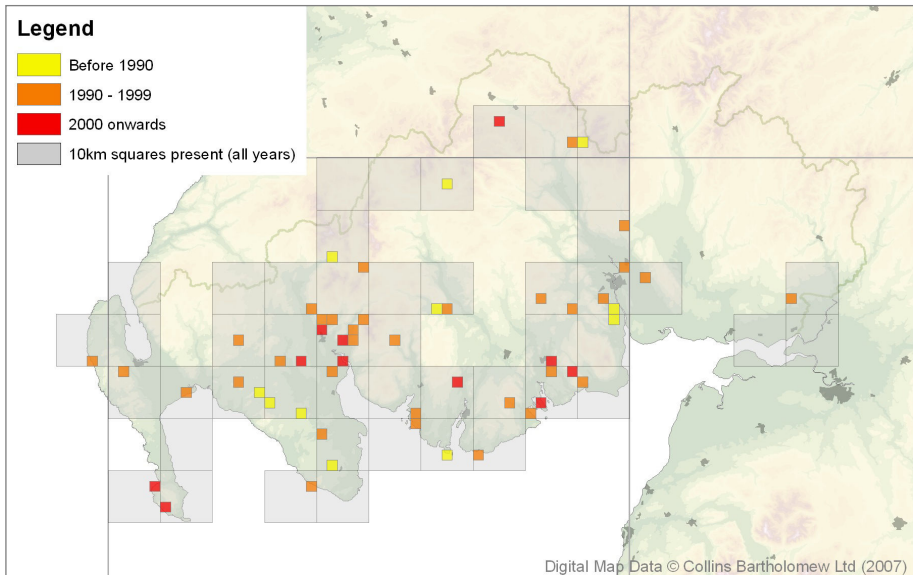 Legend
Before 1990
1990 - 1999
2000 onwards
10km squares present (all years)
Digital Map Data © Collins Bartholomew Ltd (2007)